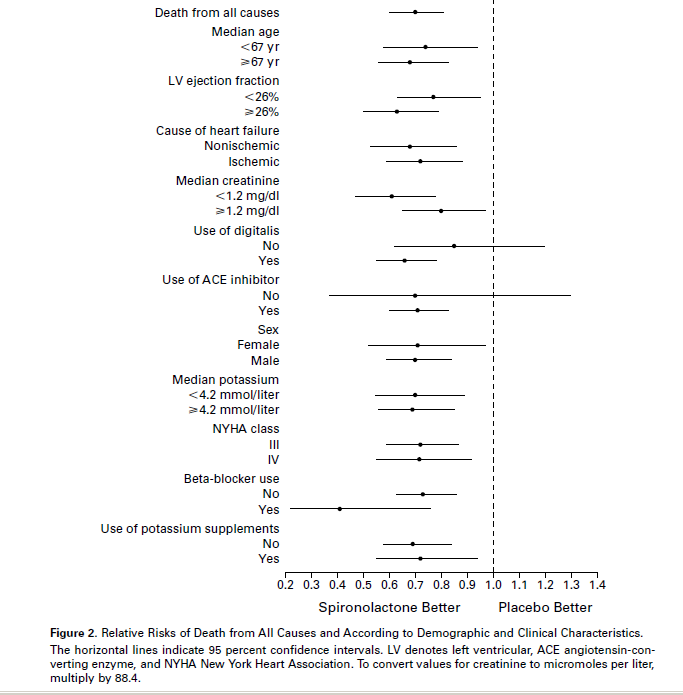 Death from all causes
Median age
<67 yr
≥67 yr
LV ejection fraction
<26%
≥26%
Cause of heart failure
Nonischemic
Ischemic
Median creatinine
<1.2 mg/dl
≥1.2 mg/dl
Use of digitalis
No
Yes
Use of ACE inhibitor
No
Yes
Sex
Female
Male
Median potassium
<4.2 mmol/liter
≥4.2 mmol/liter
NYHA class
III
IV
Beta-blocker use
No
Yes
Use of potassium supplements
No
Yes
0.2 0.3 0.4 0.5 0.6 0.7 0.8 0.9 1.0 1.1 1.2 1.3 1.4
Spironolactone Better Placebo Better
Figure 2. Relative Risks of Death from All Causes and According to Demographic and Clinical Characteristics.
The horizontal lines indicate 95 percent confidence intervals. LV denotes left ventricular, ACE angiotensin-con-
verting enzyme, and NYHA New York Heart Association. To convert values for creatinine to micromoles per liter,
multiply by 88.4.